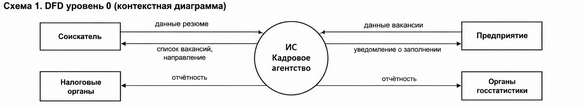 Схема 1. DFD уровень 0 (контекстная диаграмма)
данные резюме
данные вакансии
Соискатель
ИС
Кадровое
агентство
Предприятие
список вакансий,
направление
уведомление о заполнении
Налоговые
органы
отчётность
отчётность
Органы
госстатистики